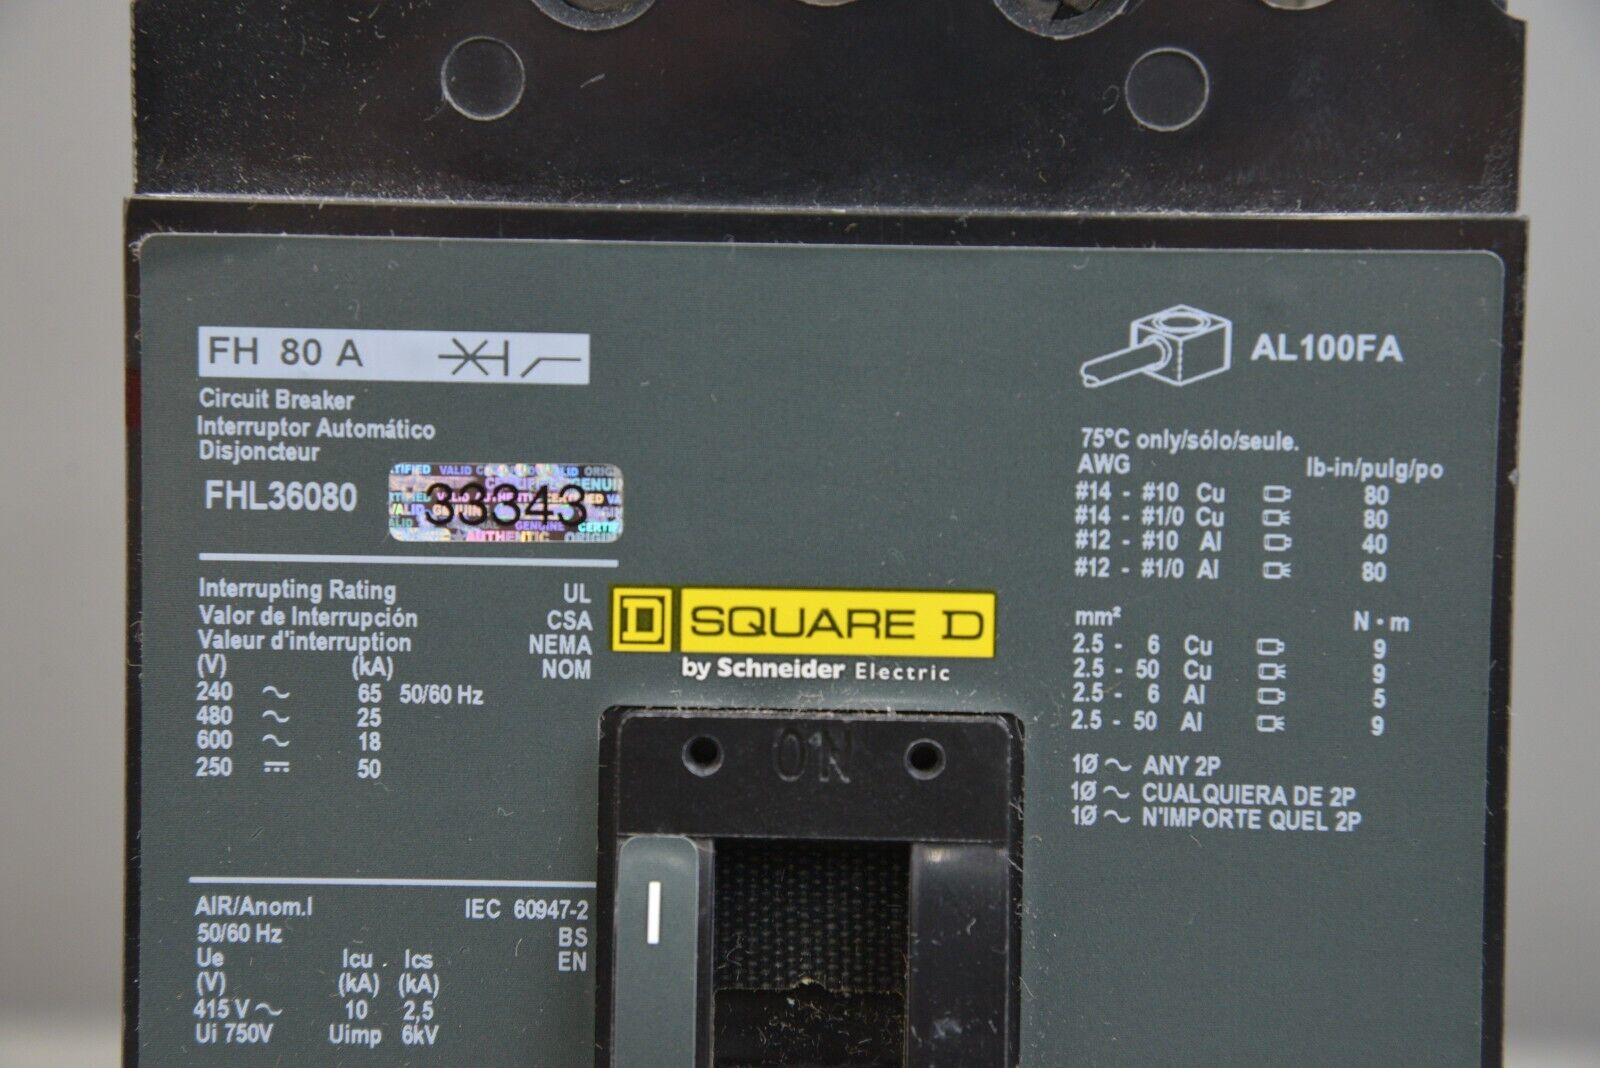 FH 80 A
Circuit Breaker
Interruptor Automático
Disjoncteur
FHL36080
33343
AUTHENTIC
Interrupting Rating UL
Valor de Interrupción CSA
Valeur d'interruption NEMA
(V) (kA) NOM
240 ~ 65 50/60 Hz
480 ~ 25
600 ~ 18
250 ⎓ 50
AIR/Anom.I IEC 60947-2
50/60 Hz BS
Ue Icu Ics EN
(V) (kA) (kA)
415 V ~ 10 2,5
Ui 750V Uimp 6kV
D SQUARE D
by Schneider Electric
ON
AL100FA
75°C only/sólo/seule.
AWG lb-in/pulg/po
#14 - #10 Cu 80
#14 - #1/0 Cu 80
#12 - #10 Al 40
#12 - #1/0 Al 80
mm² N・m
2.5 - 6 Cu 9
2.5 - 50 Cu 9
2.5 - 6 Al 5
2.5 - 50 Al 9
1Ø ~ ANY 2P
1Ø ~ CUALQUIERA DE 2P
1Ø ~ N'IMPORTE QUEL 2P